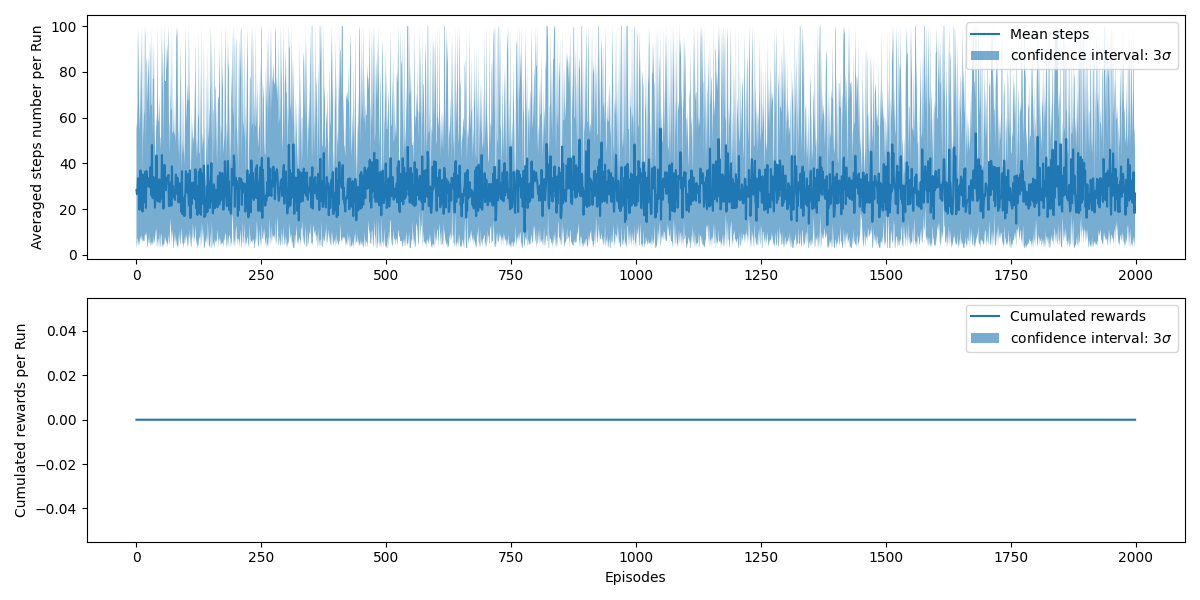 Averaged steps number per Run
100
80
60
40
20
0
Mean steps
confidence interval: 3σ
0 250 500 750 1000 1250 1500 1750 2000
Cumulated rewards per Run
0.04
0.02
0.00
−0.02
−0.04
Cumulated rewards
confidence interval: 3σ
0 250 500 750 1000 1250 1500 1750 2000
Episodes